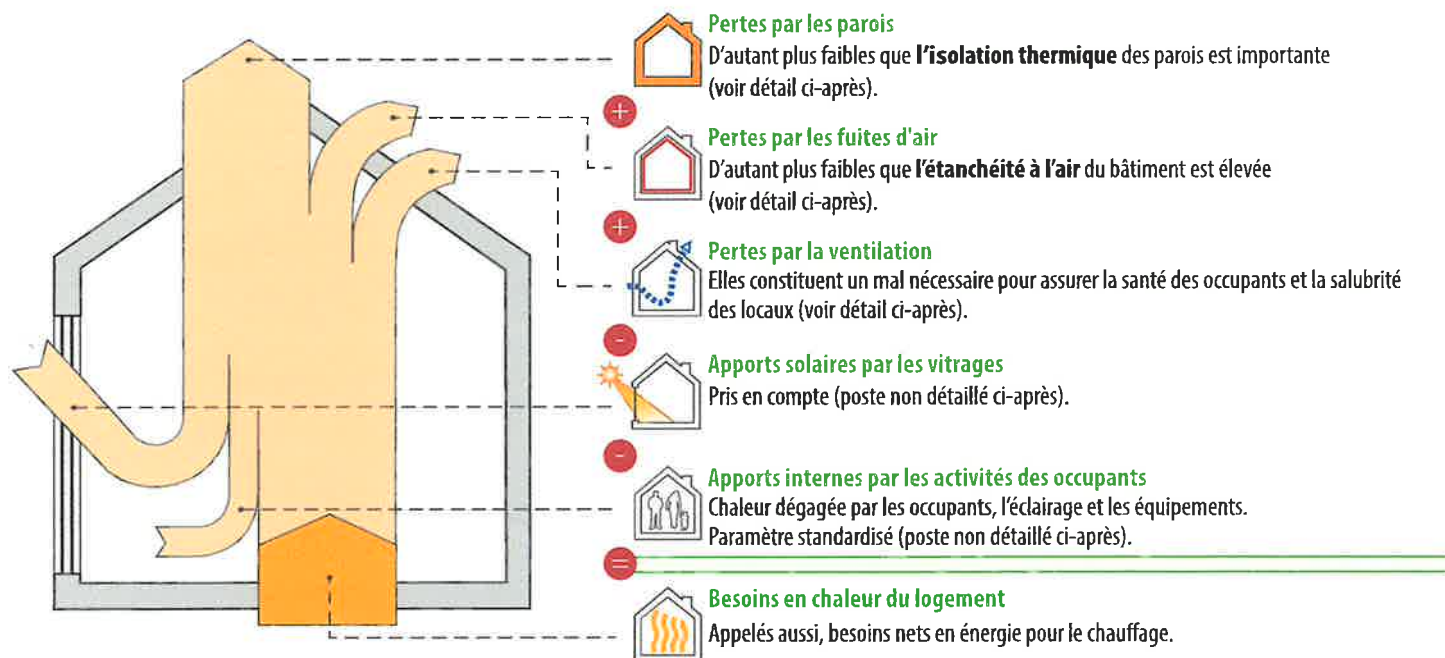 Pertes par les parois
D'autant plus faibles que l'isolation thermique des parois est importante
(voir détail ci-après).
+
Pertes par les fuites d'air
D'autant plus faibles que l'étanchéité à l'air du bâtiment est élevée
(voir détail ci-après).
+
Pertes par la ventilation
Elles constituent un mal nécessaire pour assurer la santé des occupants et la salubrité
des locaux (voir détail ci-après).
-
Apports solaires par les vitrages
Pris en compte (poste non détaillé ci-après).
-
Apports internes par les activités des occupants
Chaleur dégagée par les occupants, l'éclairage et les équipements.
Paramètre standardisé (poste non détaillé ci-après).
=
Besoins en chaleur du logement
Appelés aussi, besoins nets en énergie pour le chauffage.